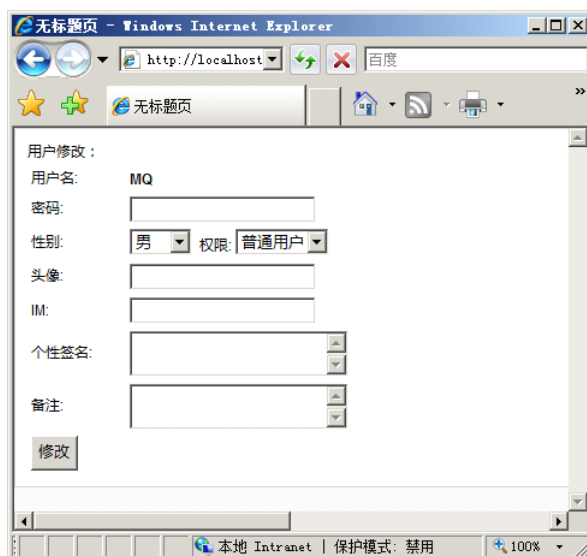 无标题页 - Windows Internet Explorer
http://localhost
百度
无标题页
»
用户修改：
用户名: MQ
密码:
性别: 男 权限: 普通用户
头像:
IM:
个性签名:
备注:
修改
本地 Intranet | 保护模式: 禁用 100%